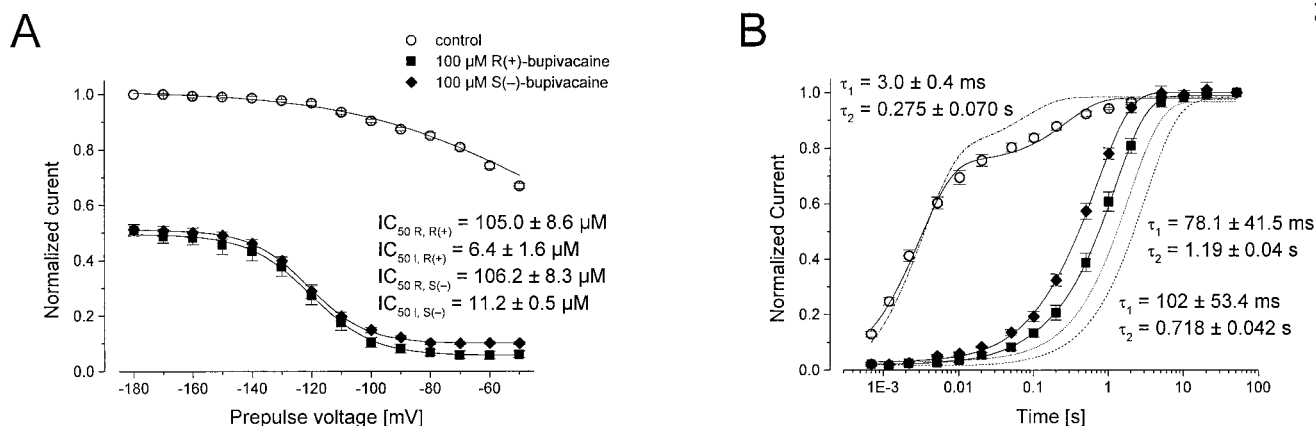 A
control
100 µM R(+)-bupivacaine
100 µM S(–)-bupivacaine
Normalized current
1.0
0.8
0.6
0.4
0.2
0.0
IC50 R, R(+) = 105.0 ± 8.6 µM
IC50 I, R(+) = 6.4 ± 1.6 µM
IC50 R, S(–) = 106.2 ± 8.3 µM
IC50 I, S(–) = 11.2 ± 0.5 µM
-180 -160 -140 -120 -100 -80 -60
Prepulse voltage [mV]
B
τ1 = 3.0 ± 0.4 ms
τ2 = 0.275 ± 0.070 s
Normalized Current
1.0
0.8
0.6
0.4
0.2
0.0
τ1 = 78.1 ± 41.5 ms
τ2 = 1.19 ± 0.04 s
τ1 = 102 ± 53.4 ms
τ2 = 0.718 ± 0.042 s
1E-3 0.01 0.1 1 10 100
Time [s]